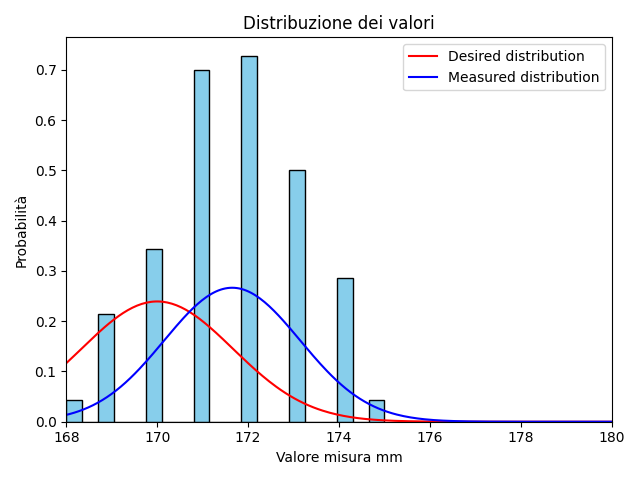 Distribuzione dei valori
Desired distribution
Measured distribution
Probabilità
0.7
0.6
0.5
0.4
0.3
0.2
0.1
0.0
168 170 172 174 176 178 180
Valore misura mm